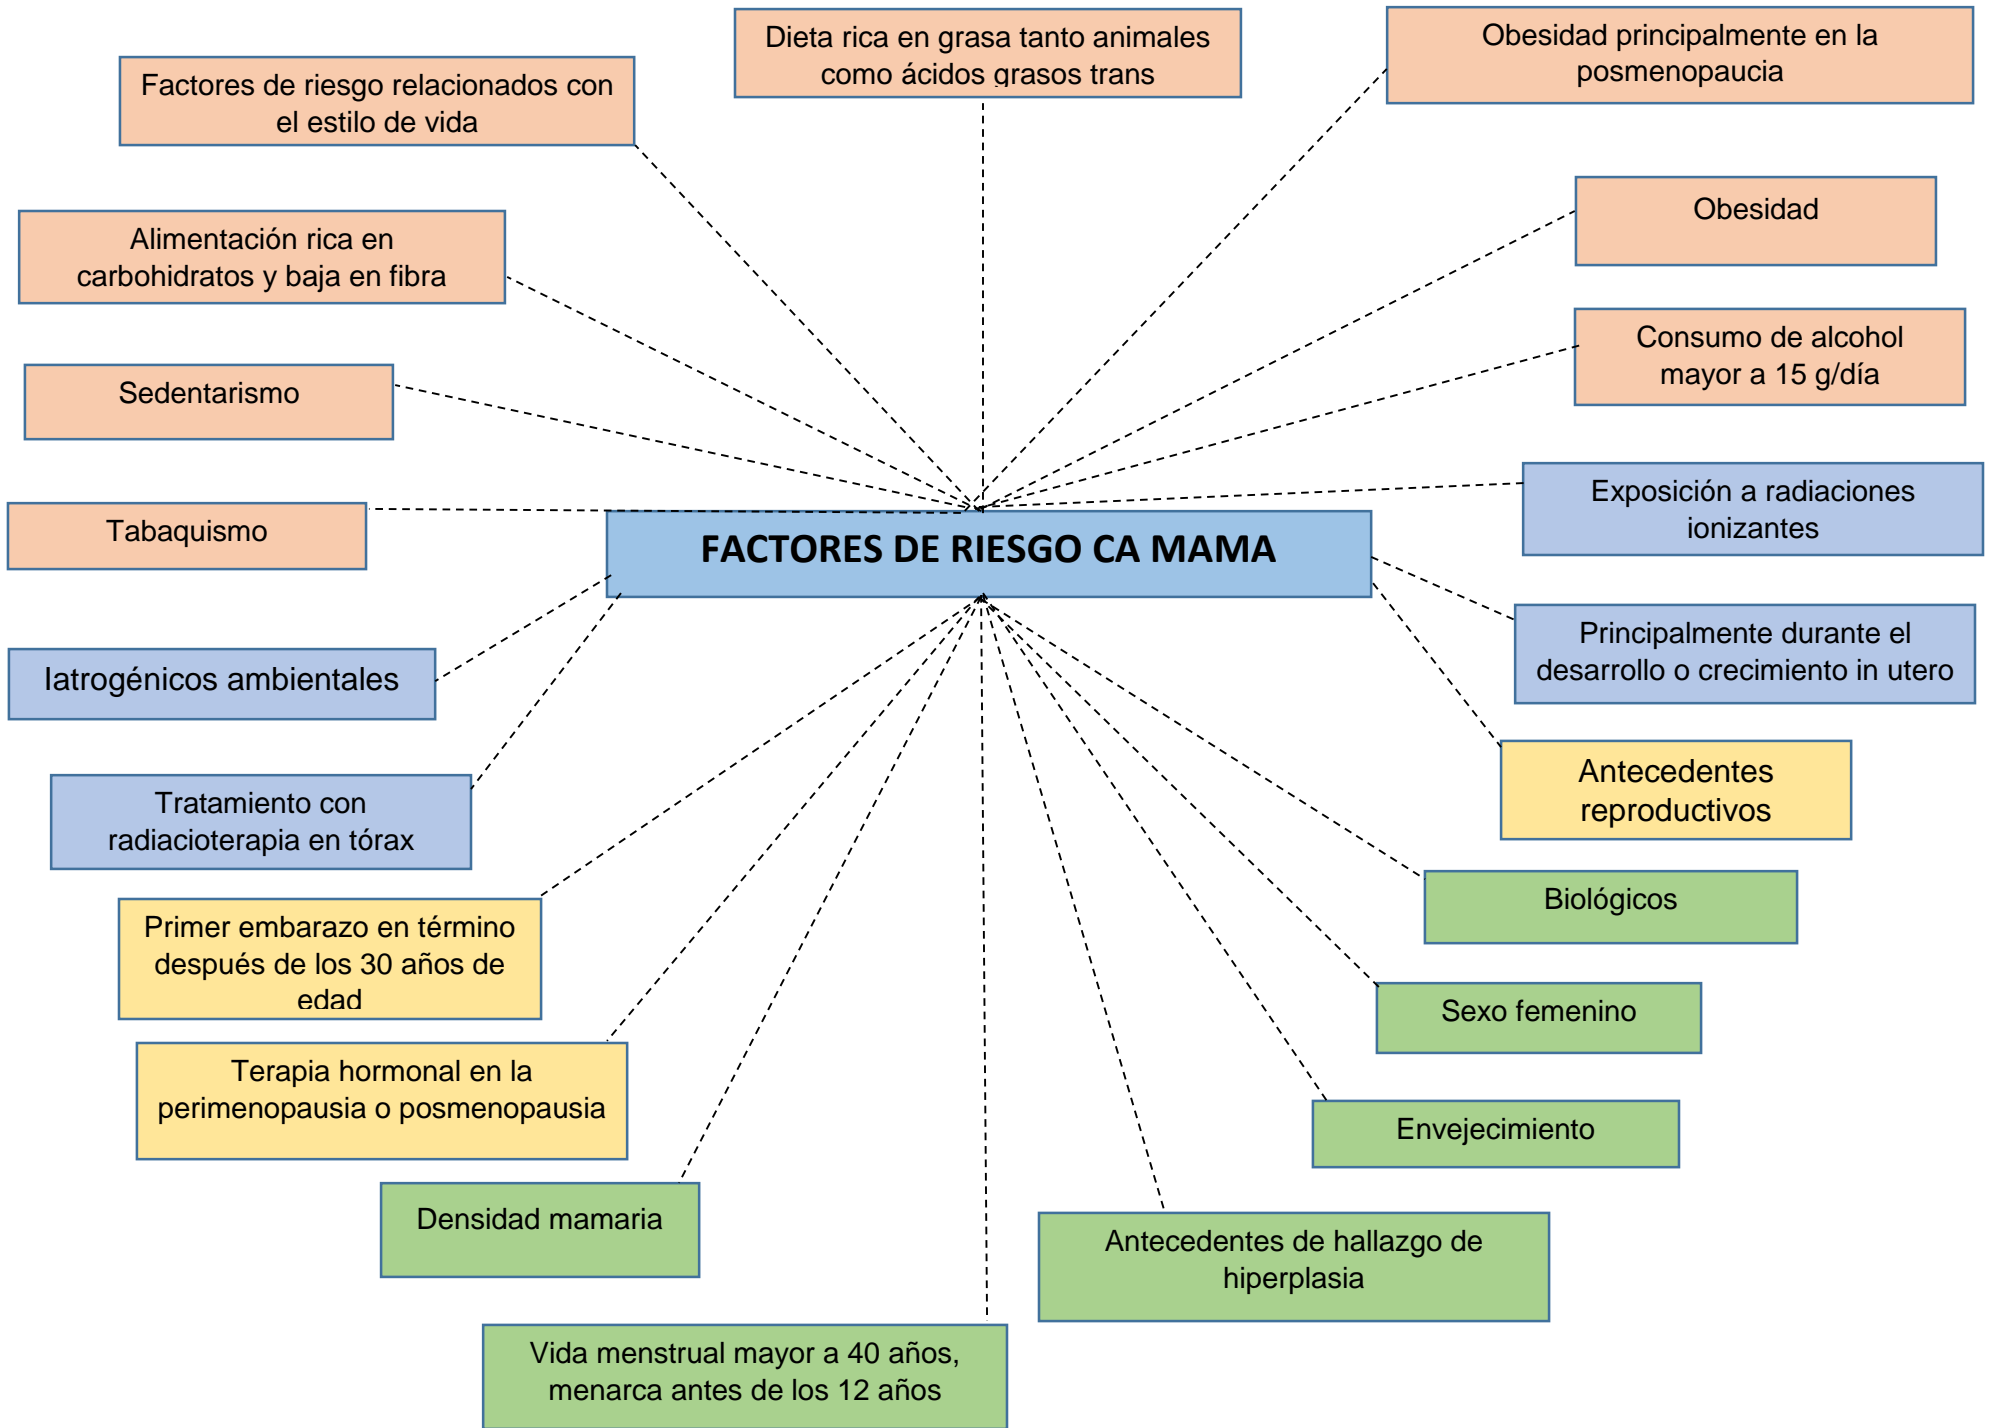 Dieta rica en grasa tanto animales
como ácidos grasos trans
Obesidad principalmente en la
posmenopaucia
Factores de riesgo relacionados con
el estilo de vida
Obesidad
Alimentación rica en
carbohidratos y baja en fibra
Consumo de alcohol
mayor a 15 g/día
Sedentarismo
Exposición a radiaciones
ionizantes
Tabaquismo
FACTORES DE RIESGO CA MAMA
Principalmente durante el
desarrollo o crecimiento in utero
Iatrogénicos ambientales
Antecedentes
reproductivos
Tratamiento con
radiacioterapia en tórax
Biológicos
Primer embarazo en término
después de los 30 años de
edad
Sexo femenino
Terapia hormonal en la
perimenopausia o posmenopausia
Envejecimiento
Densidad mamaria
Antecedentes de hallazgo de
hiperplasia
Vida menstrual mayor a 40 años,
menarca antes de los 12 años